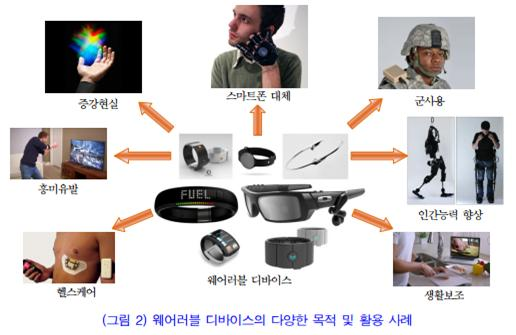 증강현실
스마트폰 대체
군사용
흥미유발
인간능력 향상
FUEL
헬스케어
웨어러블 디바이스
생활보조
(그림 2) 웨어러블 디바이스의 다양한 목적 및 활용 사례